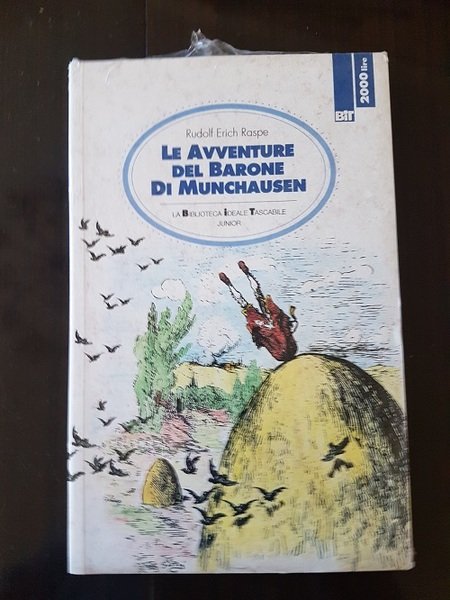 BIT
2000 lire
Rudolf Erich Raspe
LE AVVENTURE
DEL BARONE
DI MUNCHAUSEN
LA BIBLIOTECA IDEALE TASCABILE
JUNIOR